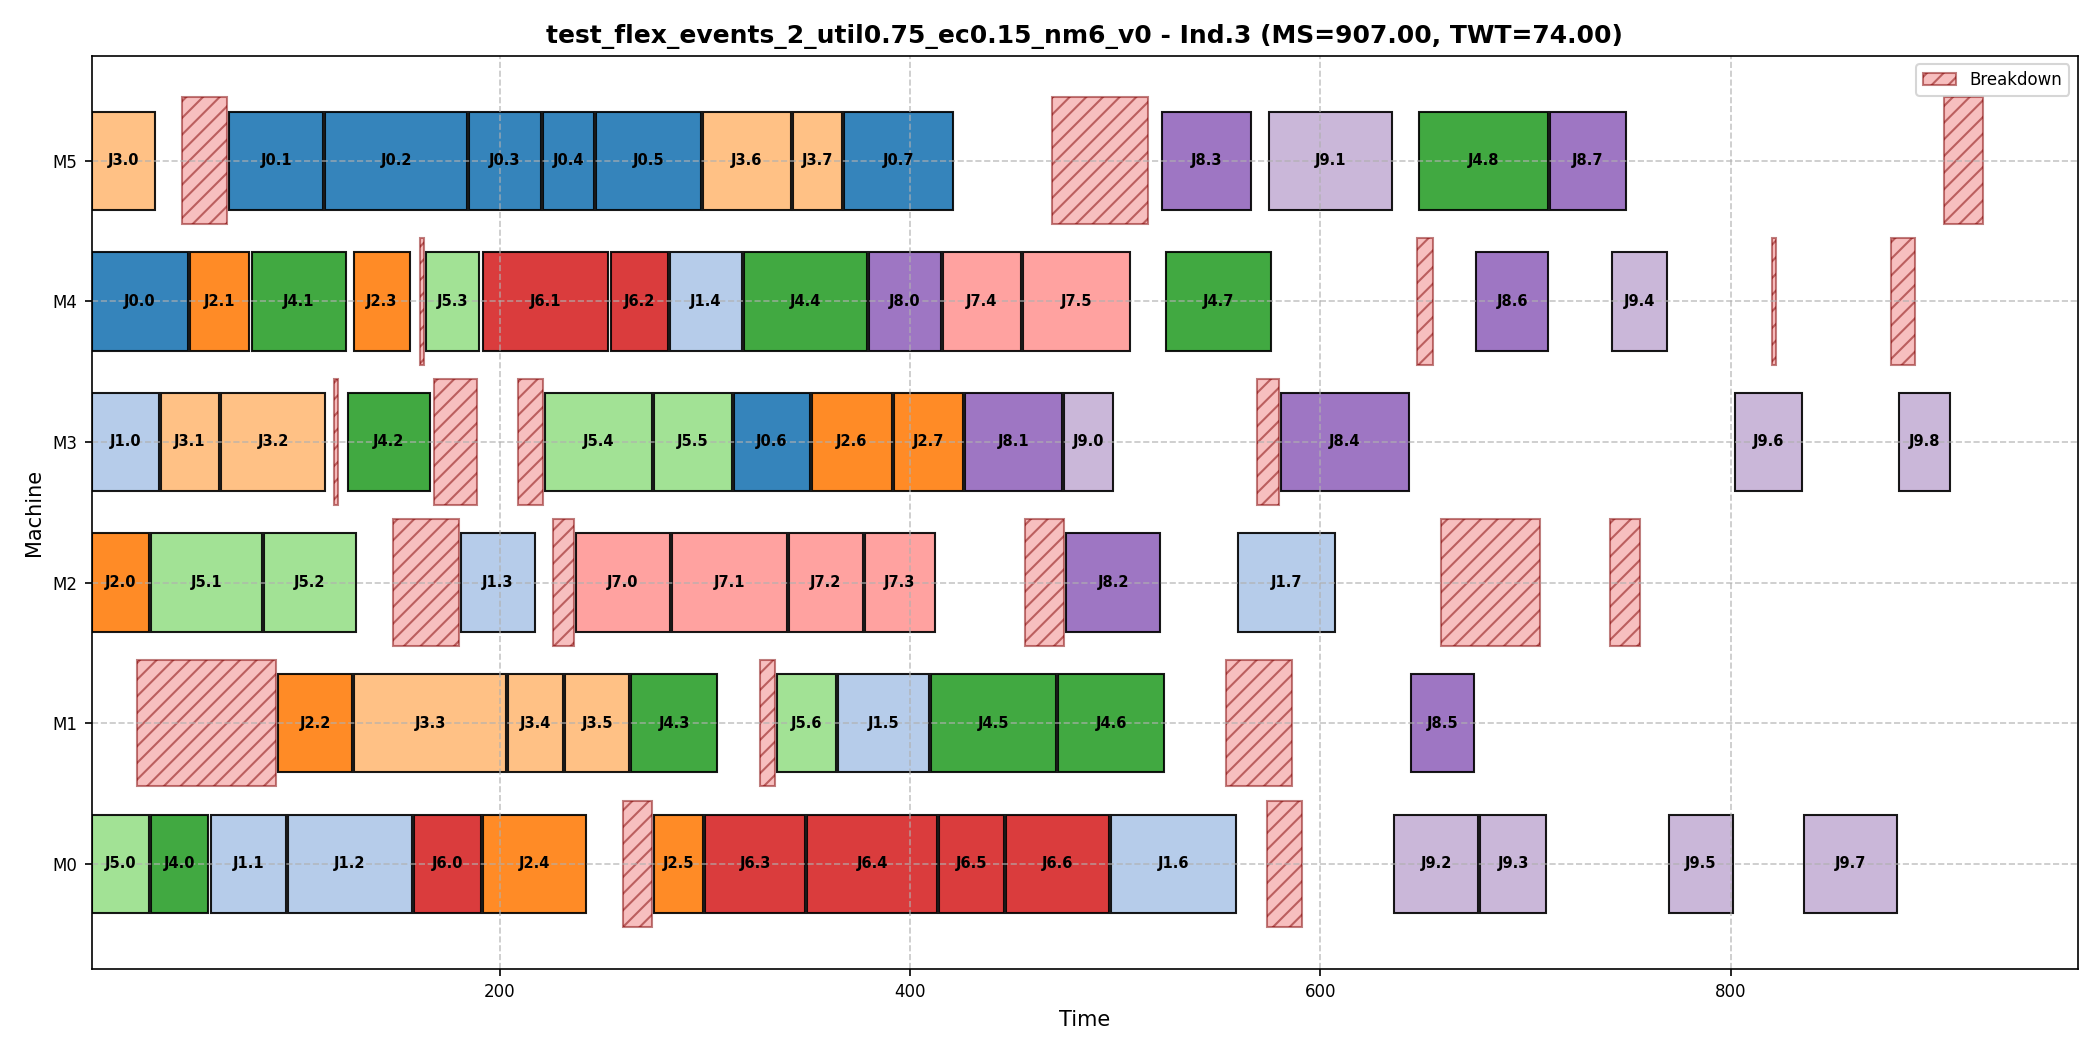 test_flex_events_2_util0.75_ec0.15_nm6_v0 - Ind.3 (MS=907.00, TWT=74.00)
Breakdown
M5
J3.0 J0.1 J0.2 J0.3 J0.4 J0.5 J3.6 J3.7 J0.7 J8.3 J9.1 J4.8 J8.7
M4
J0.0 J2.1 J4.1 J2.3 J5.3 J6.1 J6.2 J1.4 J4.4 J8.0 J7.4 J7.5 J4.7 J8.6 J9.4
M3
J1.0 J3.1 J3.2 J4.2 J5.4 J5.5 J0.6 J2.6 J2.7 J8.1 J9.0 J8.4 J9.6 J9.8
M2
J2.0 J5.1 J5.2 J1.3 J7.0 J7.1 J7.2 J7.3 J8.2 J1.7
M1
J2.2 J3.3 J3.4 J3.5 J4.3 J5.6 J1.5 J4.5 J4.6 J8.5
M0
J5.0 J4.0 J1.1 J1.2 J6.0 J2.4 J2.5 J6.3 J6.4 J6.5 J6.6 J1.6 J9.2 J9.3 J9.5 J9.7
Machine
200 400 600 800
Time